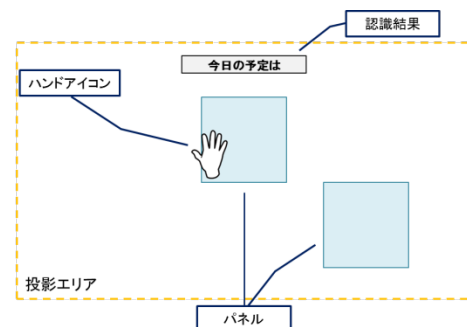 認識結果
今日の予定は
ハンドアイコン
投影エリア
パネル